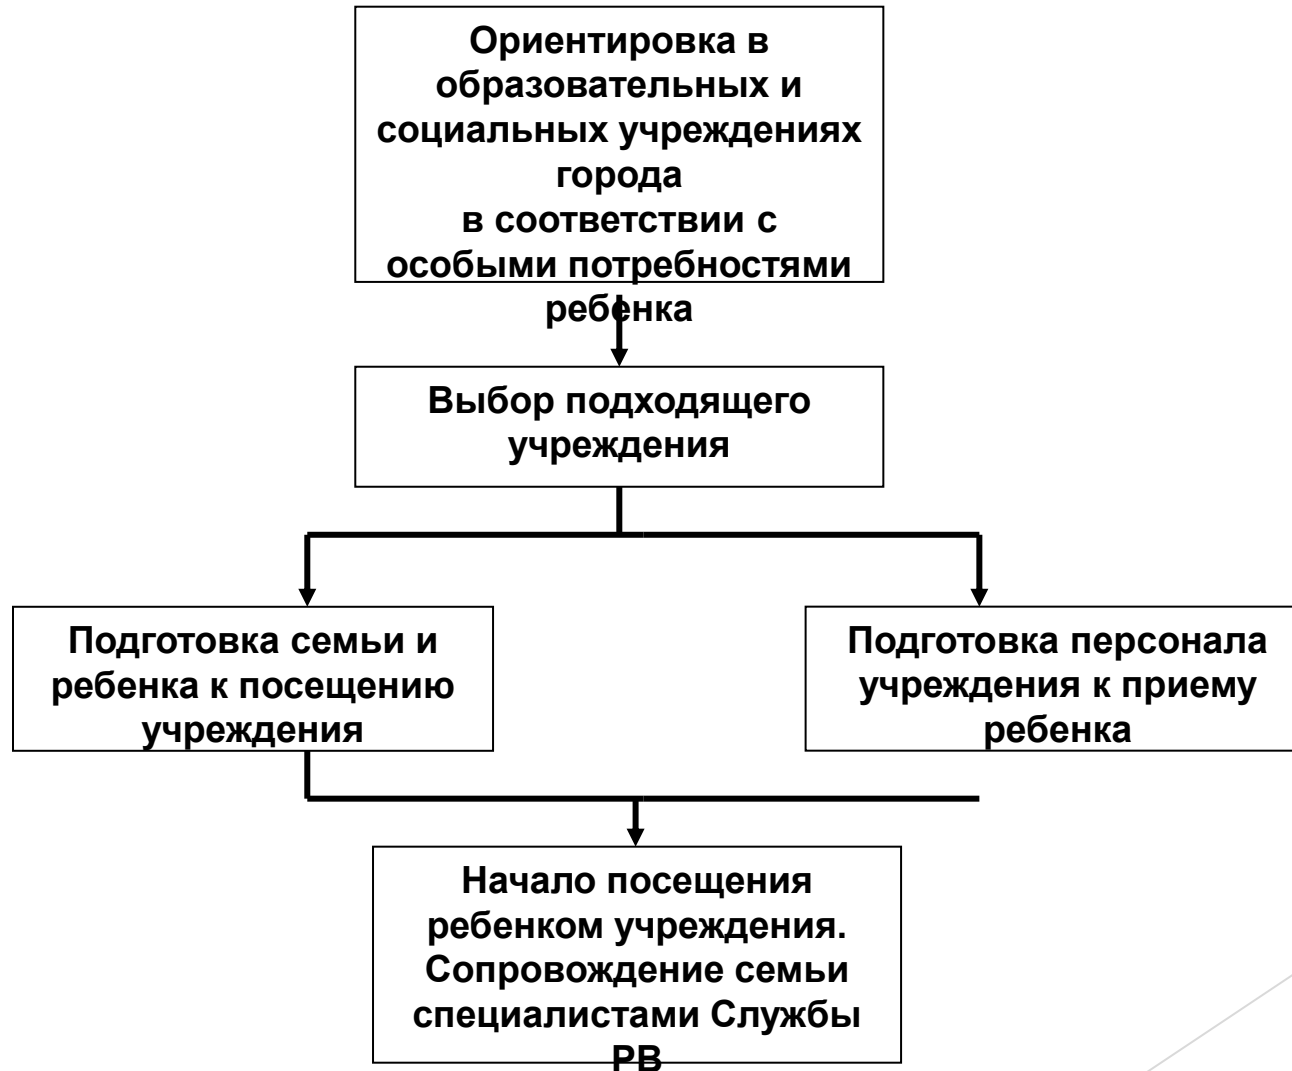 Ориентировка в
образовательных и
социальных учреждениях
города
в соответствии с
особыми потребностями
ребенка
Выбор подходящего
учреждения
Подготовка семьи и
ребенка к посещению
учреждения
Подготовка персонала
учреждения к приему
ребенка
Начало посещения
ребенком учреждения.
Сопровождение семьи
специалистами Службы
РВ